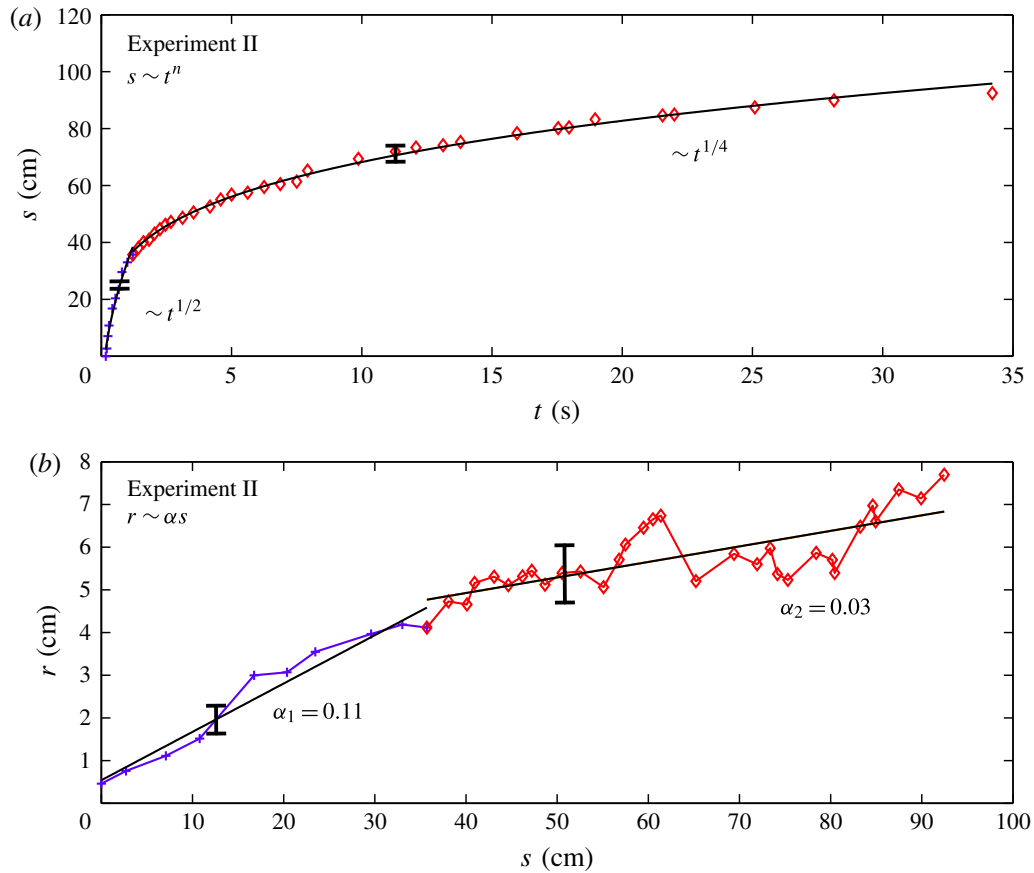 (a)
120
100
80
60
40
20
0
Experiment II
s ~ t^n
~ t^{1/4}
~ t^{1/2}
s (cm)
5 10 15 20 25 30 35
t (s)
(b)
8
7
6
5
4
3
2
1
0
Experiment II
r ~ αs
α₂ = 0.03
α₁ = 0.11
r (cm)
10 20 30 40 50 60 70 80 90 100
s (cm)